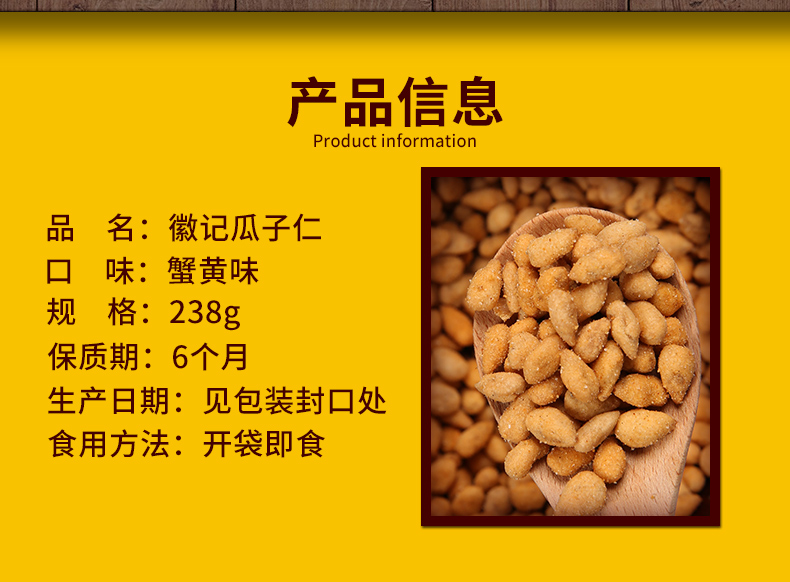 产品信息
Product information
品 名：徽记瓜子仁
口 味：蟹黄味
规 格：238g
保质期：6个月
生产日期：见包装封口处
食用方法：开袋即食